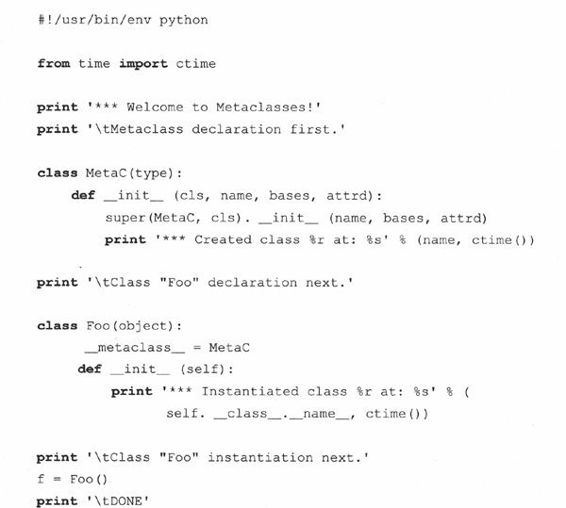 #!/usr/bin/env python
from time import ctime
print '*** Welcome to Metaclasses!'
print '\tMetaclass declaration first.'
class MetaC(type):
def __init__ (cls, name, bases, attrd):
super(MetaC, cls). __init__ (name, bases, attrd)
print '*** Created class %r at: %s' % (name, ctime())
print '\tClass "Foo" declaration next.'
class Foo(object):
__metaclass__ = MetaC
def __init__ (self):
print '*** Instantiated class %r at: %s' % (
self. __class__.__name__, ctime())
print '\tClass "Foo" instantiation next.'
f = Foo()
print '\tDONE'